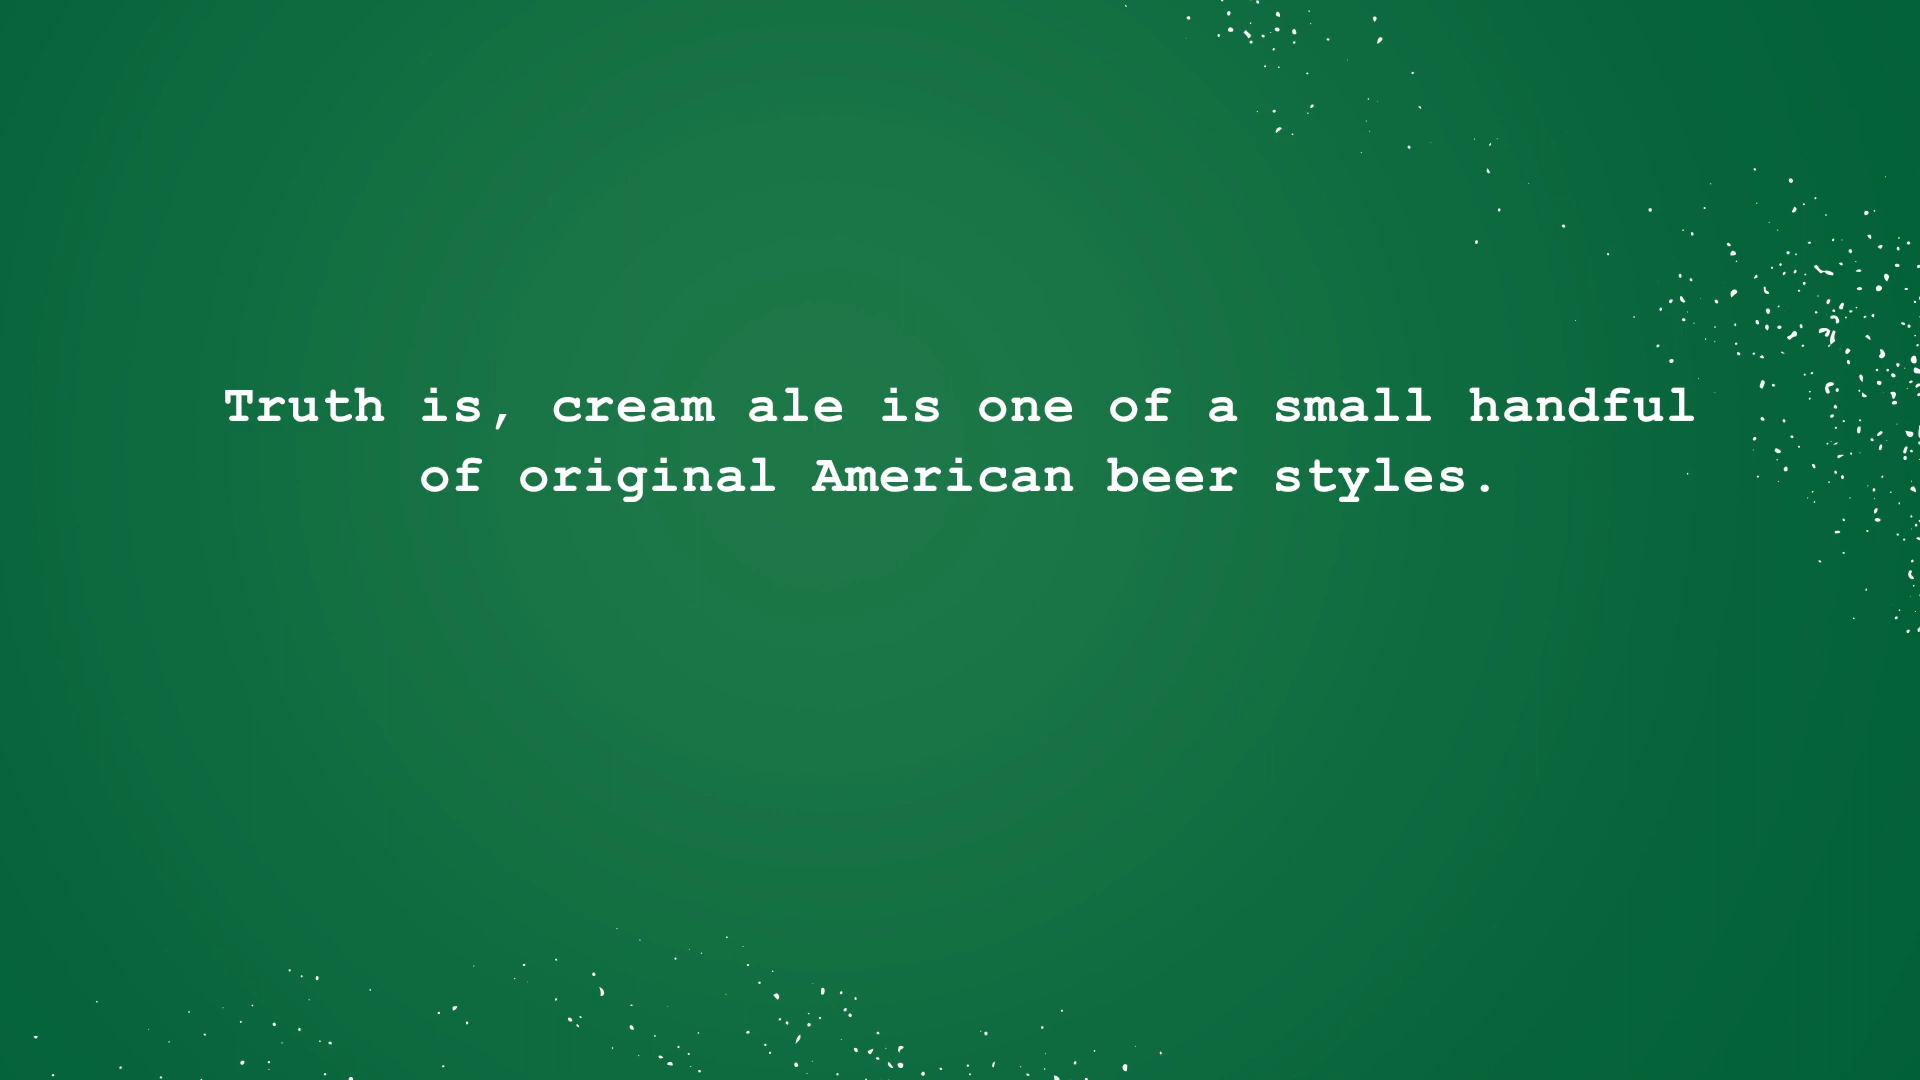 Truth is, cream ale is one of a small handful
of original American beer styles.